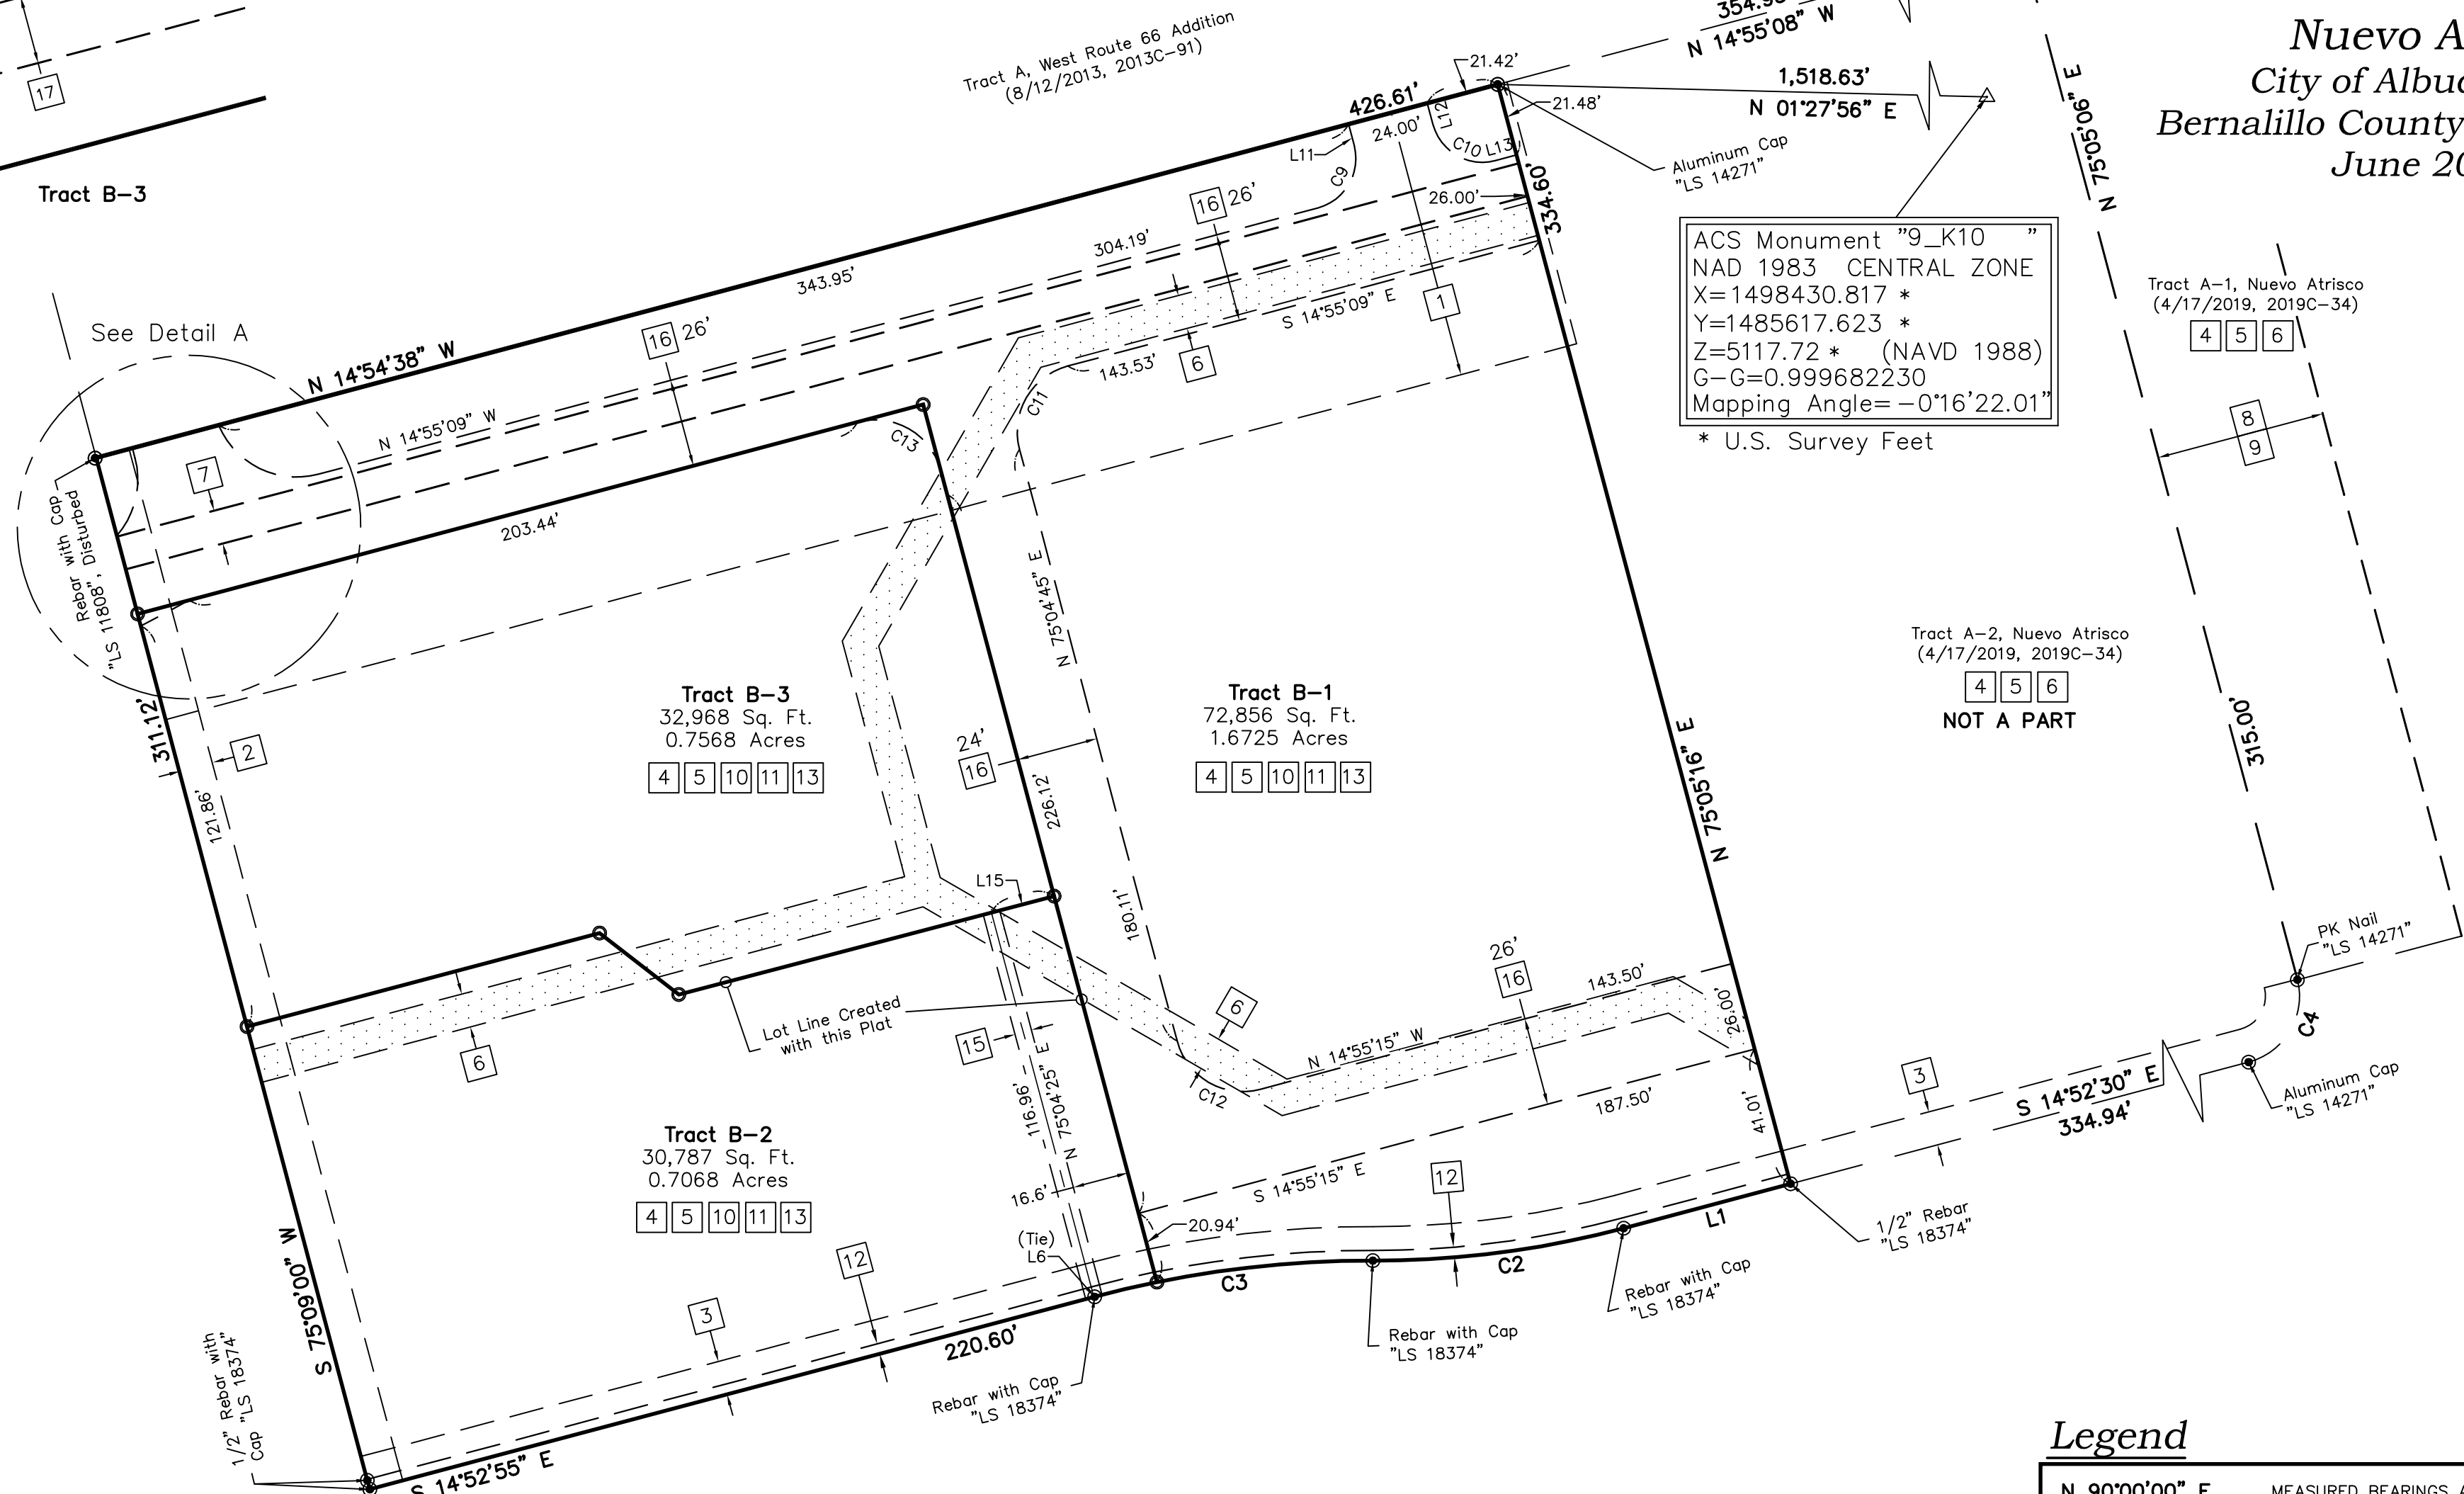 17
Tract B-3
Tract A, West Route 66 Addition
(8/12/2013, 2013C-91)
N 14°55'08" W
21.42'
426.61'
24.00'
L12
C10
L13
L11
C9
21.48'
1,518.63'
N 01°27'56" E
Aluminum Cap
"LS 14271"
26.00'
334.60'
N 75°05'06" E
Nuevo A
City of Albu
Bernalillo County
June 20
ACS Monument "9_K10 "
NAD 1983 CENTRAL ZONE
X=1498430.817 *
Y=1485617.623 *
Z=5117.72 * (NAVD 1988)
G-G=0.999682230
Mapping Angle= -0°16'22.01"
* U.S. Survey Feet
Tract A-1, Nuevo Atrisco
(4/17/2019, 2019C-34)
4 5 6
8
9
See Detail A
N 14°54'38" W
343.95'
304.19'
16 26'
16 26'
1
S 14°55'09" E
143.53'
6
C11
C13
N 14°55'09" W
7
203.44'
Rebar with Cap
"LS 11808", Disturbed
311.12'
2
121.86'
Tract B-3
32,968 Sq. Ft.
0.7568 Acres
4 5 10 11 13
N 75°04'45" E
24'
16
226.12'
180.11'
Tract B-1
72,856 Sq. Ft.
1.6725 Acres
4 5 10 11 13
N 75°05'16" E
Tract A-2, Nuevo Atrisco
(4/17/2019, 2019C-34)
4 5 6
NOT A PART
315.00'
PK Nail
"LS 14271"
C4
Aluminum Cap
"LS 14271"
L15
Lot Line Created
with this Plat
6
15
116.96'
N 75°04'25" E
6
26'
16
143.50'
N 14°55'15" W
26.00'
C12
187.50'
41.01'
3
S 14°52'30" E
334.94'
Tract B-2
30,787 Sq. Ft.
0.7068 Acres
4 5 10 11 13
16.6'
(Tie)
L6
20.94'
S 14°55'15" E
12
L1
C2
C3
1/2" Rebar
"LS 18374"
Rebar with Cap
"LS 18374"
Rebar with Cap
"LS 18374"
Rebar with Cap
"LS 18374"
12
3
220.60'
S 75°09'00" W
1/2" Rebar with
Cap "LS 18374"
S 14°52'55" E
Legend
N 90°00'00" E
MEASURED BEARINGS